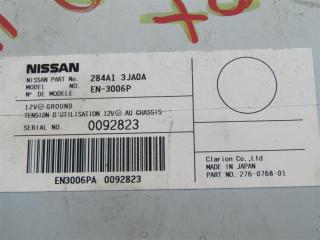 NISSAN
NISSAN PART No. 284A1 3JA0A
MODEL NO. EN-3006P
N° DE MODELE
12V⊝ GROUND
TENSION D'UTILISATION 12V⊝ AU CHASSIS
SERIAL NO. 0092823
EN3006PA 0092823
Clarion Co., Ltd
MADE IN JAPAN
PART NO. 276-0768-01